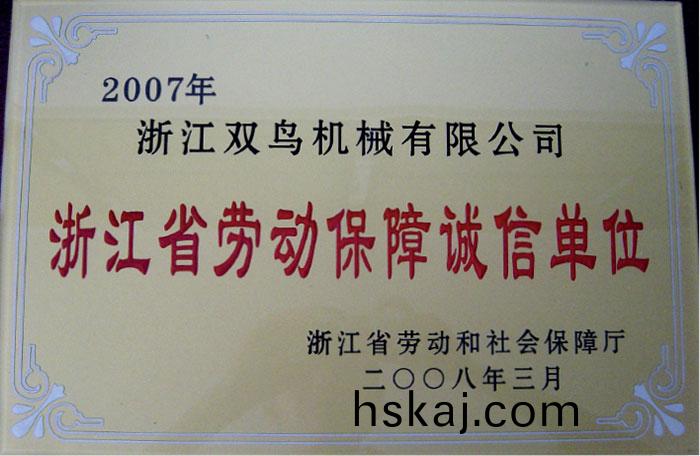 2007年
浙江双鸟机械有限公司
浙江省劳动保障诚信单位
浙江省劳动和社会保障厅
二〇〇八年三月
hskaj.com